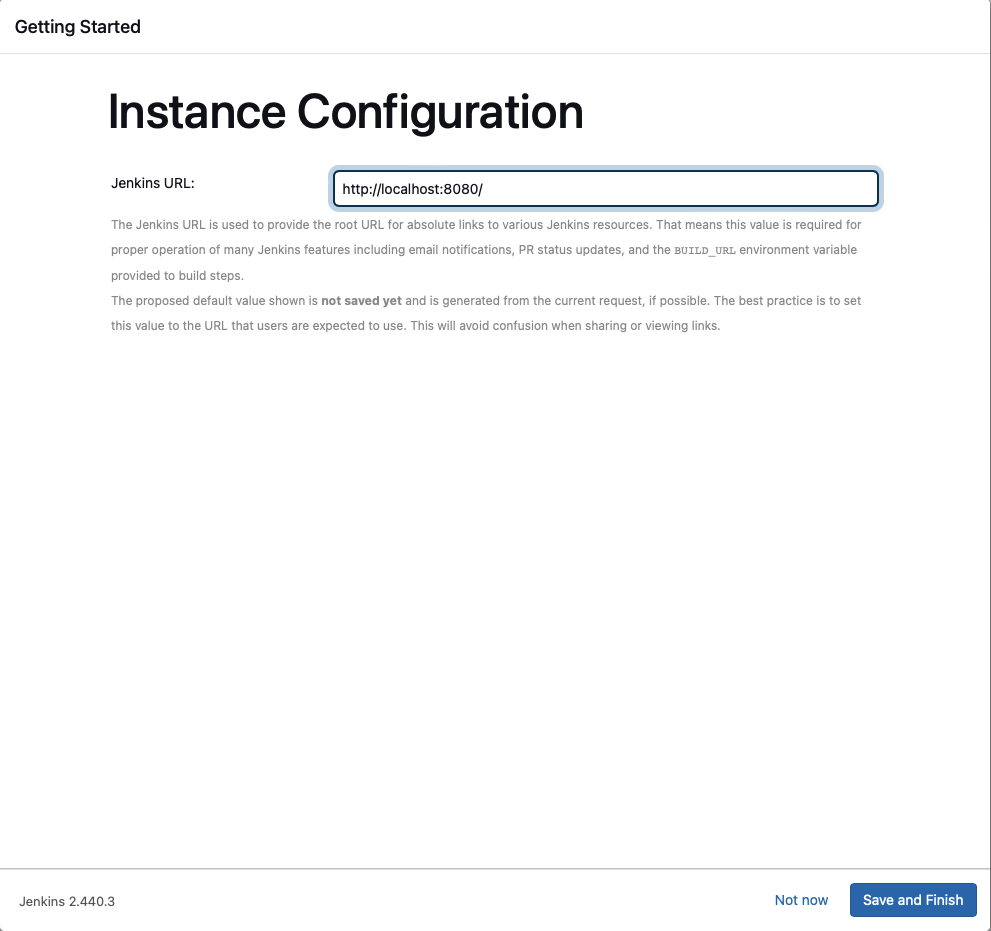 Getting Started
Instance Configuration
Jenkins URL:
http://localhost:8080/
The Jenkins URL is used to provide the root URL for absolute links to various Jenkins resources. That means this value is required for
proper operation of many Jenkins features including email notifications, PR status updates, and the BUILD_URL environment variable
provided to build steps.
The proposed default value shown is not saved yet and is generated from the current request, if possible. The best practice is to set
this value to the URL that users are expected to use. This will avoid confusion when sharing or viewing links.
Jenkins 2.440.3
Not now
Save and Finish